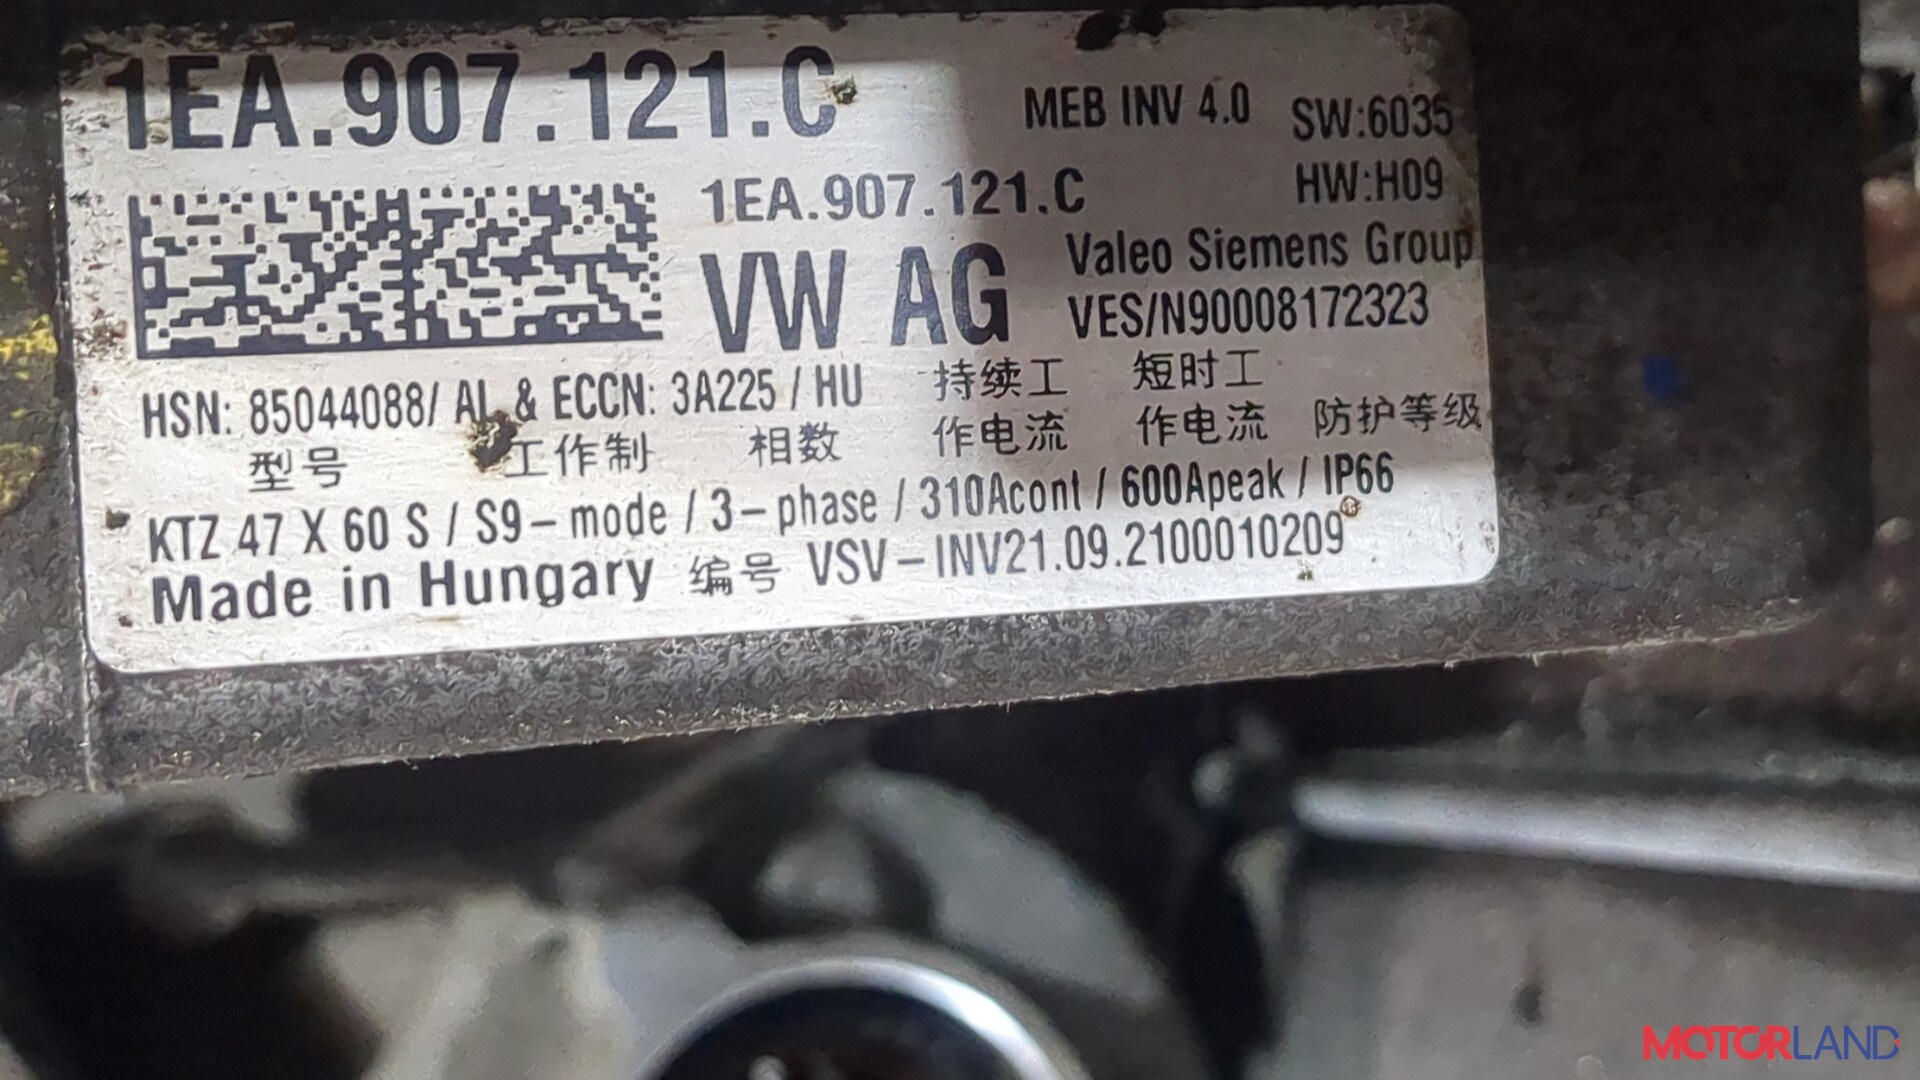 1EA.907.121.C
MEB INV 4.0 SW:6035
1EA.907.121.C HW:H09
VW AG Valeo Siemens Group
VES/N90008172323
HSN: 85044088/ AL & ECCN: 3A225 / HU 持续工 短时工
型号 工作制 相数 作电流 作电流 防护等级
KTZ 47 X 60 S / S9-mode / 3-phase / 310Acont / 600Apeak / IP66
Made in Hungary 编号 VSV-INV21.09.2100010209
MOTORLAND